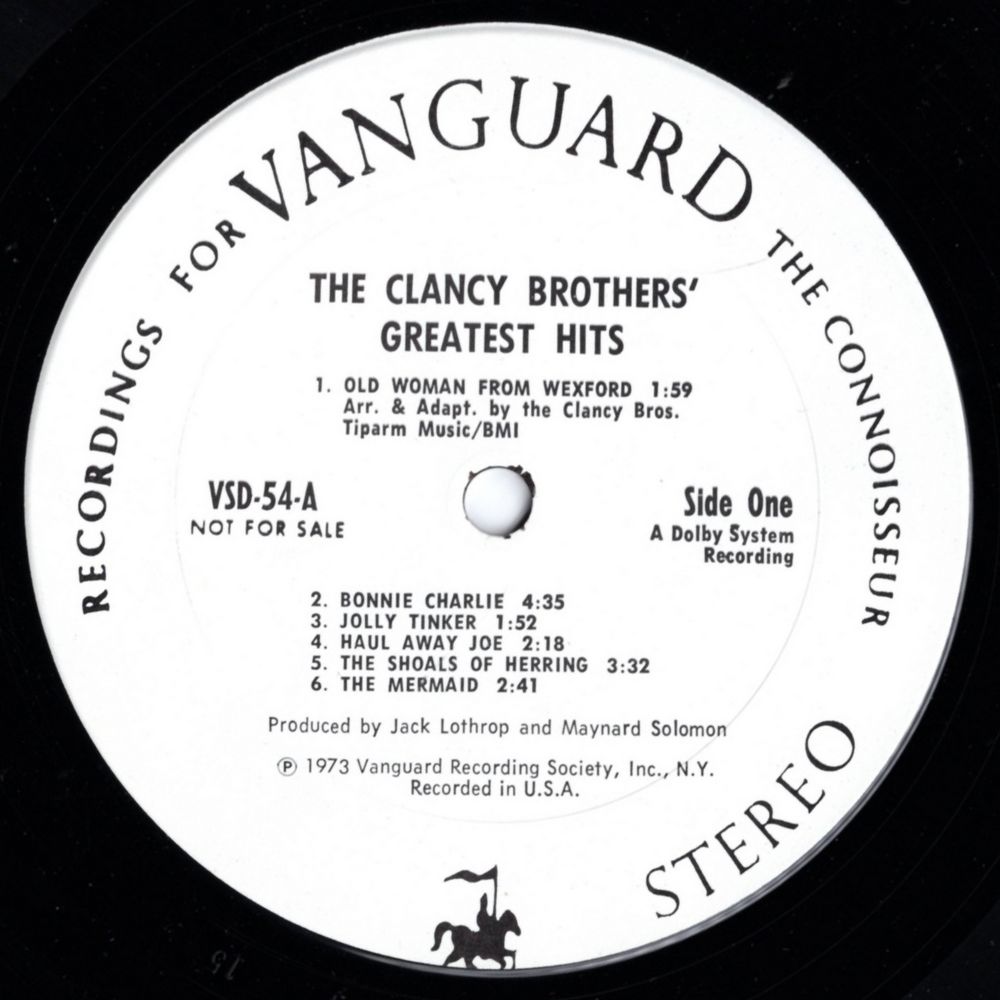 RECORDINGS FOR VANGUARD THE CONNOISSEUR
THE CLANCY BROTHERS'
GREATEST HITS
1. OLD WOMAN FROM WEXFORD 1:59
Arr. & Adapt. by the Clancy Bros.
Tiparm Music/BMI
VSD-54-A
NOT FOR SALE
Side One
A Dolby System
Recording
2. BONNIE CHARLIE 4:35
3. JOLLY TINKER 1:52
4. HAUL AWAY JOE 2:18
5. THE SHOALS OF HERRING 3:32
6. THE MERMAID 2:41
Produced by Jack Lothrop and Maynard Solomon
℗ 1973 Vanguard Recording Society, Inc., N.Y.
Recorded in U.S.A.
STEREO